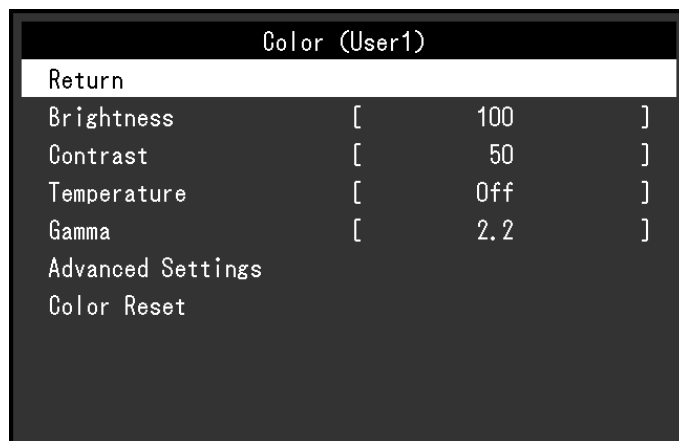 Color (User1)
Return
Brightness [ 100 ]
Contrast [ 50 ]
Temperature [ Off ]
Gamma [ 2.2 ]
Advanced Settings
Color Reset